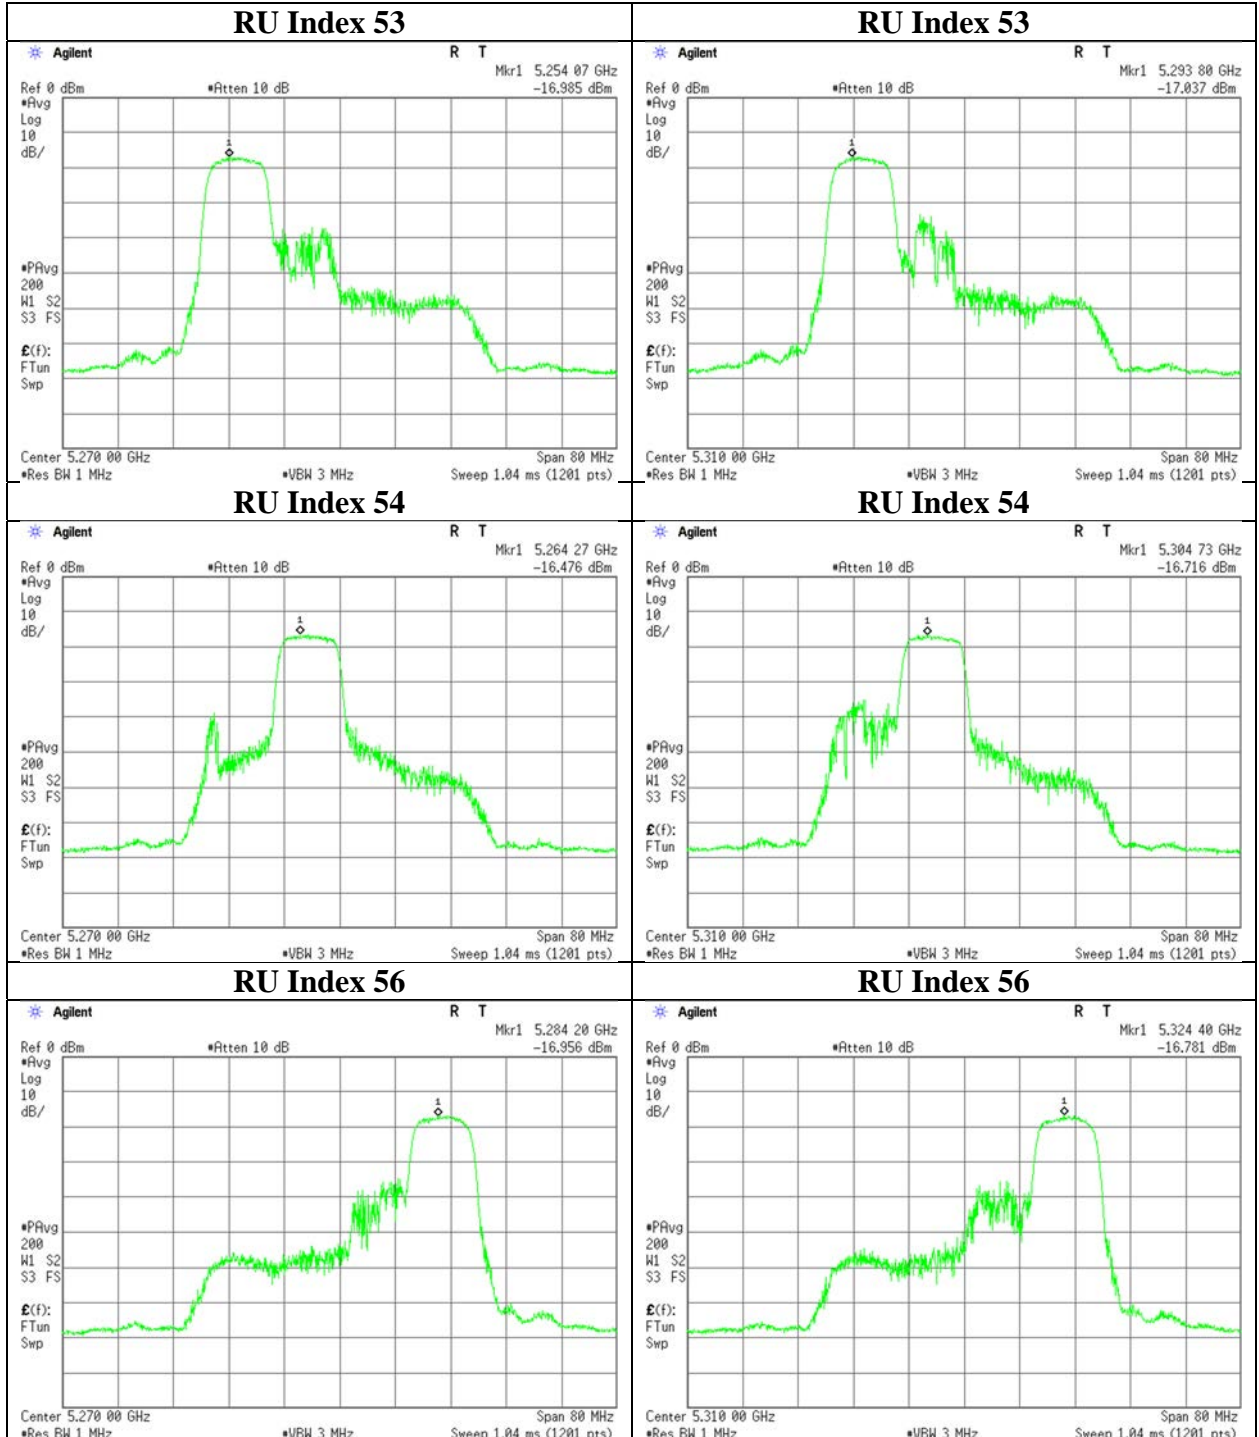 RU Index 53
RU Index 53
Agilent R T
Mkr1 5.254 07 GHz
Ref 0 dBm #Atten 10 dB -16.985 dBm
#Avg
Log
10
dB/
1
#PAvg
200
W1 S2
S3 FS
£(f):
FTun
Swp
Center 5.270 00 GHz Span 80 MHz
#Res BW 1 MHz #VBW 3 MHz Sweep 1.04 ms (1201 pts)
Agilent R T
Mkr1 5.293 80 GHz
Ref 0 dBm #Atten 10 dB -17.037 dBm
#Avg
Log
10
dB/
1
#PAvg
200
W1 S2
S3 FS
£(f):
FTun
Swp
Center 5.310 00 GHz Span 80 MHz
#Res BW 1 MHz #VBW 3 MHz Sweep 1.04 ms (1201 pts)
RU Index 54
RU Index 54
Agilent R T
Mkr1 5.264 27 GHz
Ref 0 dBm #Atten 10 dB -16.476 dBm
#Avg
Log
10
dB/
1
#PAvg
200
W1 S2
S3 FS
£(f):
FTun
Swp
Center 5.270 00 GHz Span 80 MHz
#Res BW 1 MHz #VBW 3 MHz Sweep 1.04 ms (1201 pts)
Agilent R T
Mkr1 5.304 73 GHz
Ref 0 dBm #Atten 10 dB -16.716 dBm
#Avg
Log
10
dB/
1
#PAvg
200
W1 S2
S3 FS
£(f):
FTun
Swp
Center 5.310 00 GHz Span 80 MHz
#Res BW 1 MHz #VBW 3 MHz Sweep 1.04 ms (1201 pts)
RU Index 56
RU Index 56
Agilent R T
Mkr1 5.284 20 GHz
Ref 0 dBm #Atten 10 dB -16.956 dBm
#Avg
Log
10
dB/
1
#PAvg
200
W1 S2
S3 FS
£(f):
FTun
Swp
Center 5.270 00 GHz Span 80 MHz
#Res BW 1 MHz #VBW 3 MHz Sweep 1.04 ms (1201 pts)
Agilent R T
Mkr1 5.324 40 GHz
Ref 0 dBm #Atten 10 dB -16.781 dBm
#Avg
Log
10
dB/
1
#PAvg
200
W1 S2
S3 FS
£(f):
FTun
Swp
Center 5.310 00 GHz Span 80 MHz
#Res BW 1 MHz #VBW 3 MHz Sweep 1.04 ms (1201 pts)